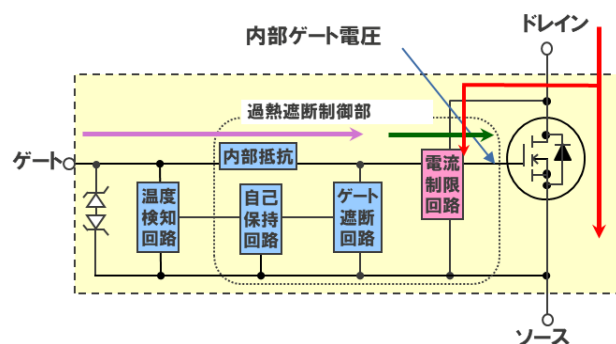 ドレイン
内部ゲート電圧
過熱遮断制御部
ゲート
内部抵抗
電流
制限
回路
温度
検知
回路
自己
保持
回路
ゲート
遮断
回路
ソース